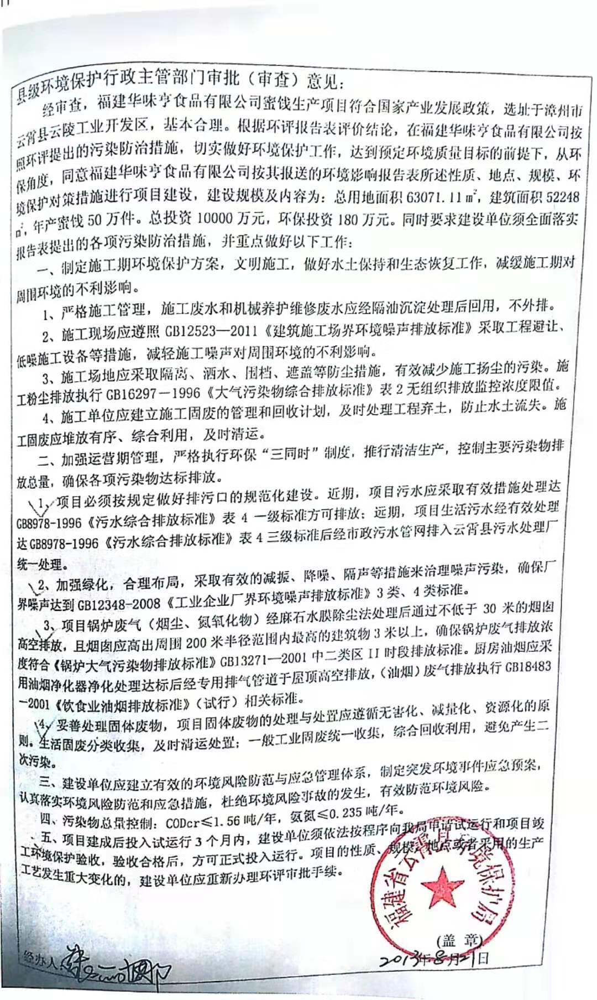 县级环境保护行政主管部门审批（审查）意见：
经审查，福建华味亨食品有限公司蜜饯生产项目符合国家产业发展政策，选址于漳州市
云霄县云陵工业开发区，基本合理。根据环评报告表评价结论，在福建华味亨食品有限公司按
照环评提出的污染防治措施，切实做好环境保护工作，达到预定环境质量目标的前提下，从环
保角度，同意福建华味亨食品有限公司按其报送的环境影响报告表所述性质、地点、规模、环
境保护对策措施进行项目建设，建设规模及内容为：总用地面积 63071.11 ㎡，建筑面积 52248
㎡，年产蜜饯 50 万件。总投资 10000 万元，环保投资 180 万元。同时要求建设单位须全面落实
报告表提出的各项污染防治措施，并重点做好以下工作：
一、制定施工期环境保护方案，文明施工，做好水土保持和生态恢复工作，减缓施工期对
周围环境的不利影响。
1、严格施工管理，施工废水和机械养护维修废水应经隔油沉淀处理后回用，不外排。
2、施工现场应遵照 GB12523—2011《建筑施工场界环境噪声排放标准》采取工程避让、
低噪施工设备等措施，减轻施工噪声对周围环境的不利影响。
3、施工场地应采取隔离、洒水、围档、遮盖等防尘措施，有效减少施工扬尘的污染。施
工粉尘排放执行 GB16297－1996《大气污染物综合排放标准》表 2 无组织排放监控浓度限值。
4、施工单位应建立施工固废的管理和回收计划，及时处理工程弃土，防止水土流失。施
工固废应堆放有序、综合利用，及时清运。
二、加强运营期管理，严格执行环保“三同时”制度，推行清洁生产，控制主要污染物排
放总量，确保各项污染物达标排放。
1、项目必须按规定做好排污口的规范化建设。近期，项目污水应采取有效措施处理达
GB8978-1996《污水综合排放标准》表 4 一级标准方可排放；远期，项目生活污水经有效处理
达 GB8978-1996《污水综合排放标准》表 4 三级标准后经市政污水管网排入云霄县污水处理厂
统一处理。
2、加强绿化，合理布局，采取有效的减振、降噪、隔声等措施来治理噪声污染，确保厂
界噪声达到 GB12348-2008《工业企业厂界环境噪声排放标准》3 类、4 类标准。
3、项目锅炉废气（烟尘、氮氧化物）经麻石水膜除尘法处理后通过不低于 30 米的烟囱
高空排放，且烟囱应高出周围 200 米半径范围内最高的建筑物 3 米以上，确保锅炉废气排放浓
度符合《锅炉大气污染物排放标准》GB13271—2001 中二类区 II 时段排放标准。厨房油烟应采
用油烟净化器净化处理达标后经专用排气管道于屋顶高空排放，（油烟）废气排放执行 GB18483
－2001《饮食业油烟排放标准》（试行）相关标准。
4、妥善处理固体废物，项目固体废物的处理与处置应遵循无害化、减量化、资源化的原
则。生活固废分类收集，及时清运处置；一般工业固废统一收集，综合回收利用，避免产生二
次污染。
三、建设单位应建立有效的环境风险防范与应急管理体系，制定突发环境事件应急预案，
认真落实环境风险防范和应急措施，杜绝环境风险事故的发生，有效防范环境风险。
四、污染物总量控制：CODcr≤1.56 吨/年，氨氮≤0.235 吨/年。
五、项目建成后投入试运行 3 个月内，建设单位须依法按程序向我局申请试运行和项目竣
工环境保护验收，验收合格后，方可正式投入运行。项目的性质、规模、地点或者采用的生产
工艺发生重大变化的，建设单位应重新办理环评审批手续。
福建省云霄县环境保护局
(盖 章)
2013年8月21日
经办人：